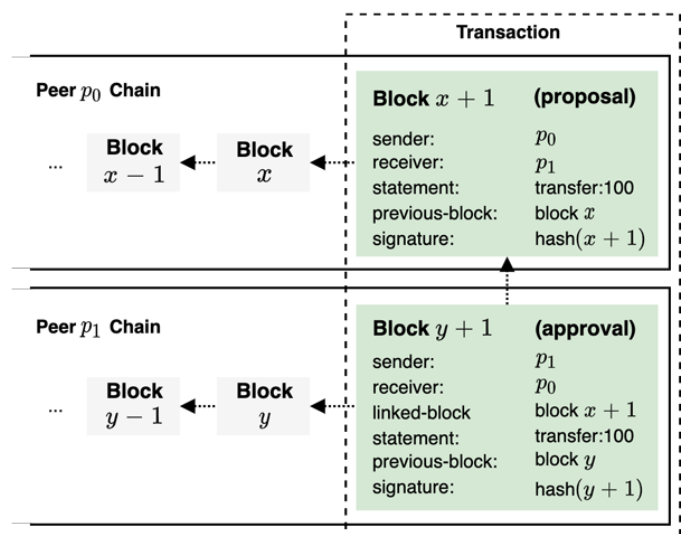 Transaction
Peer p₀ Chain
Block x + 1 (proposal)
sender: p₀
receiver: p₁
statement: transfer:100
previous-block: block x
signature: hash(x + 1)
...
Block
x − 1
Block
x
Peer p₁ Chain
Block y + 1 (approval)
sender: p₁
receiver: p₀
linked-block block x + 1
statement: transfer:100
previous-block: block y
signature: hash(y + 1)
...
Block
y − 1
Block
y